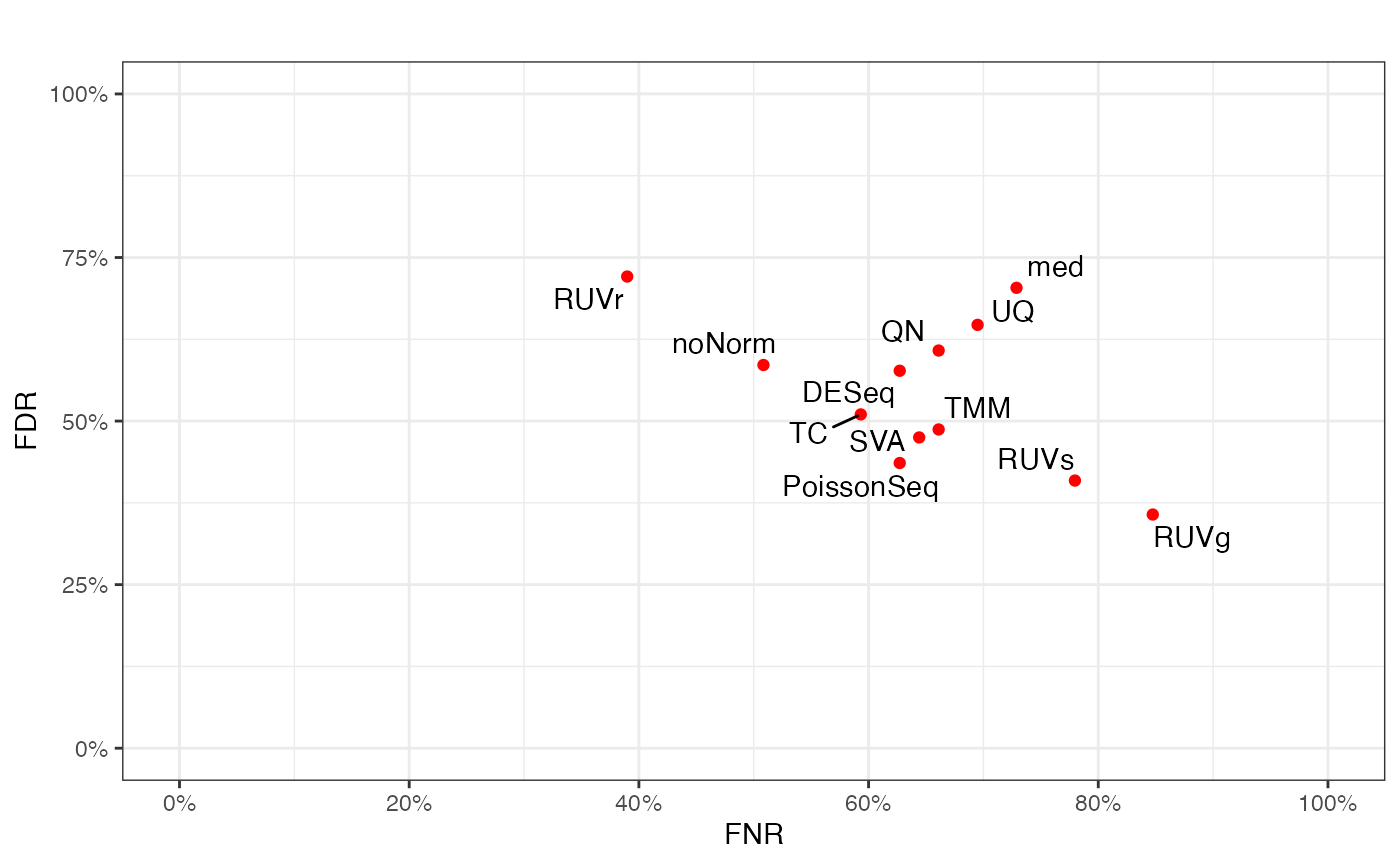 100%
75%
50%
25%
0%
FDR
med
RUVr
UQ
QN
noNorm
DESeq
TMM
TC
SVA
RUVs
PoissonSeq
RUVg
0%
20%
40%
60%
80%
100%
FNR